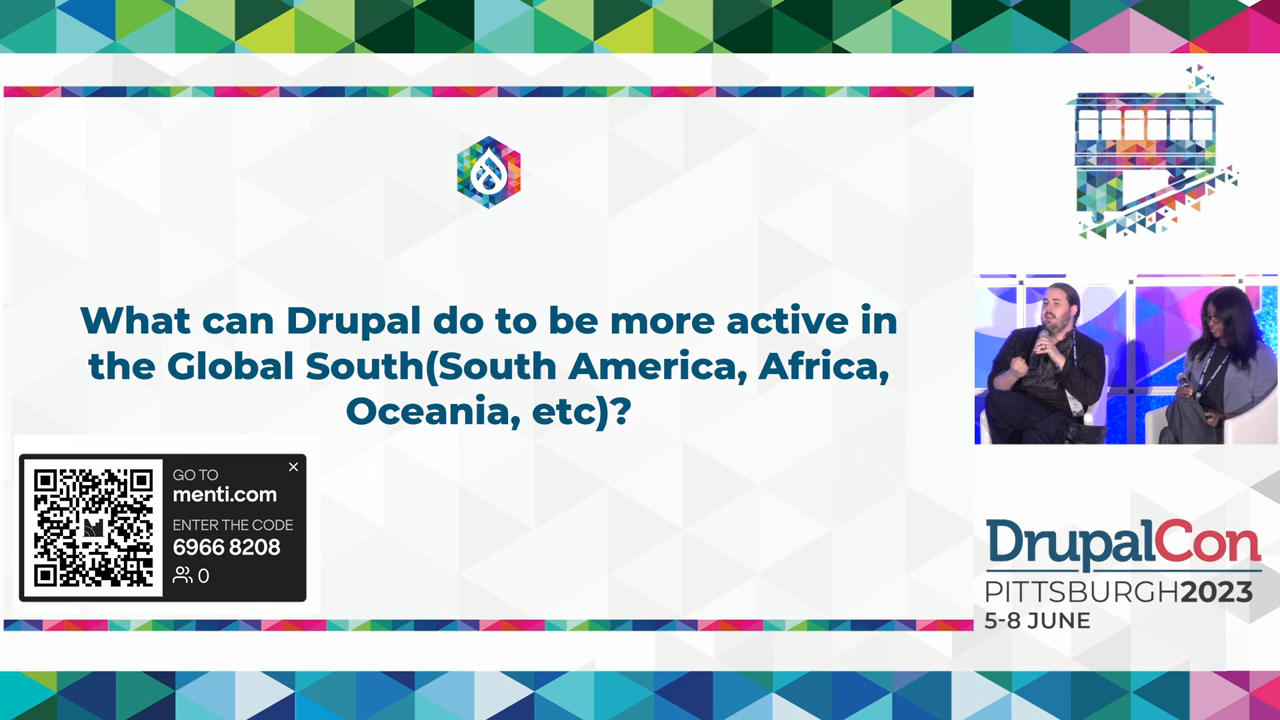 What can Drupal do to be more active in
the Global South(South America, Africa,
Oceania, etc)?
GO TO
menti.com
ENTER THE CODE
6966 8208
0
DrupalCon
PITTSBURGH2023
5-8 JUNE